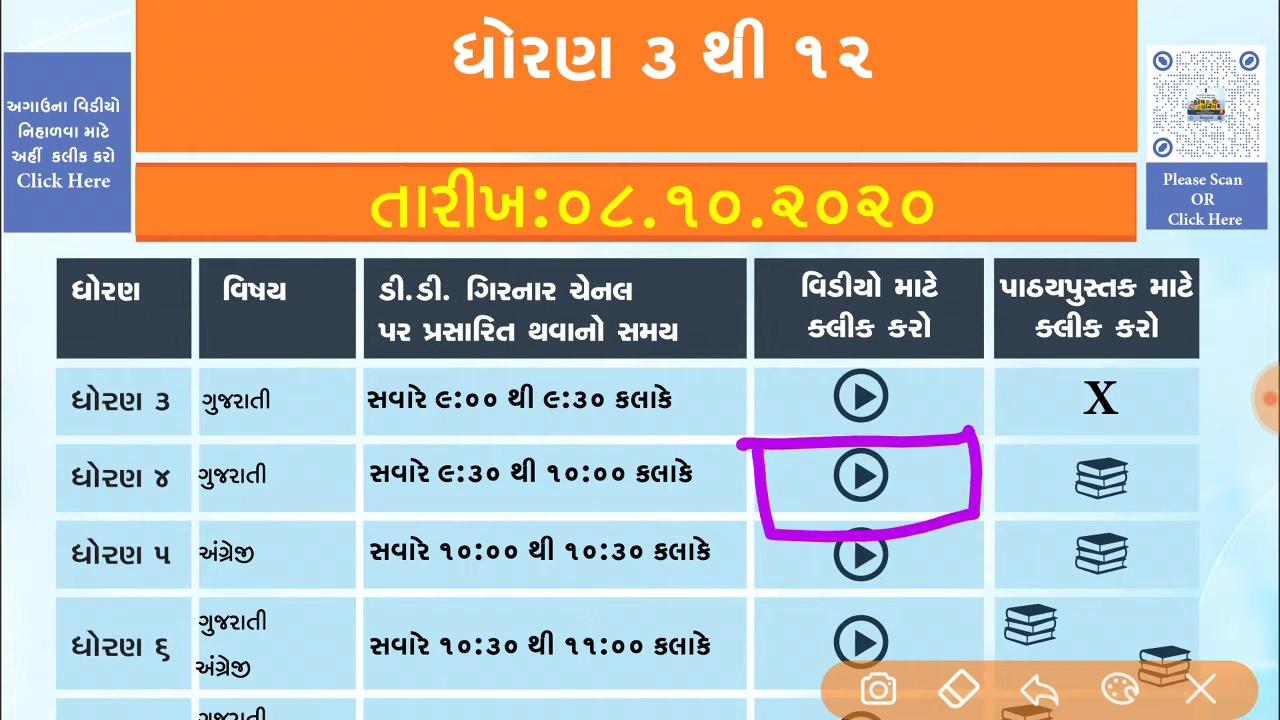 ધોરણ ૩ થી ૧૨
અગાઉના વિડીયો
નિહાળવા માટે
અહીં કલીક કરો
Click Here
તારીખ:૦૮.૧૦.૨૦૨૦
Please Scan
OR
Click Here
ધોરણ વિષય ડી.ડી. ગિરનાર ચેનલ પર પ્રસારિત થવાનો સમય વિડીયો માટે ક્લીક કરો પાઠયપુસ્તક માટે ક્લીક કરો
ધોરણ ૩ ગુજરાતી સવારે ૯:૦૦ થી ૯:૩૦ કલાકે X
ધોરણ ૪ ગુજરાતી સવારે ૯:૩૦ થી ૧૦:૦૦ કલાકે
ધોરણ ૫ અંગ્રેજી સવારે ૧૦:૦૦ થી ૧૦:૩૦ કલાકે
ધોરણ ૬ ગુજરાતી અંગ્રેજી સવારે ૧૦:૩૦ થી ૧૧:૦૦ કલાકે